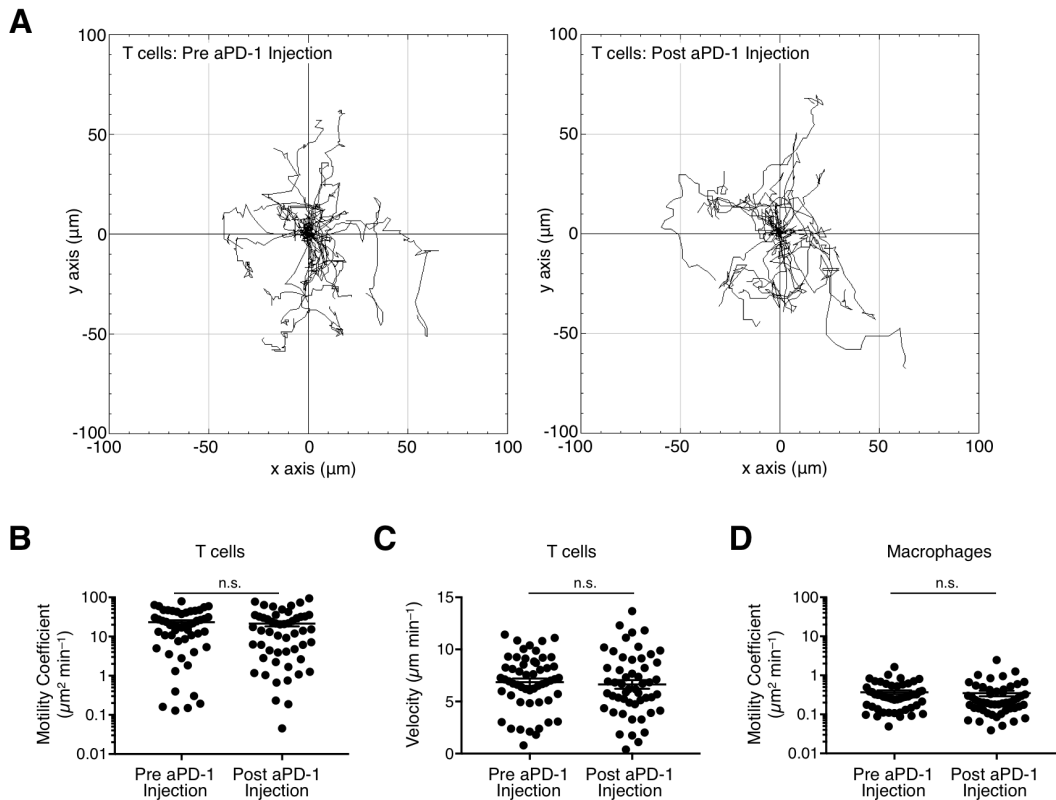 A
T cells: Pre aPD-1 Injection
100
50
0
-50
-100
-100
-50
0
50
100
y axis (µm)
x axis (µm)
T cells: Post aPD-1 Injection
100
50
0
-50
-100
-100
-50
0
50
100
y axis (µm)
x axis (µm)
B
T cells
n.s.
Motility Coefficient
(µm² min⁻¹)
100
10
1
0.1
0.01
Pre aPD-1
Injection
Post aPD-1
Injection
C
T cells
n.s.
Velocity (µm min⁻¹)
15
10
5
0
Pre aPD-1
Injection
Post aPD-1
Injection
D
Macrophages
n.s.
Motility Coefficient
(µm² min⁻¹)
100
10
1
0.1
0.01
Pre aPD-1
Injection
Post aPD-1
Injection